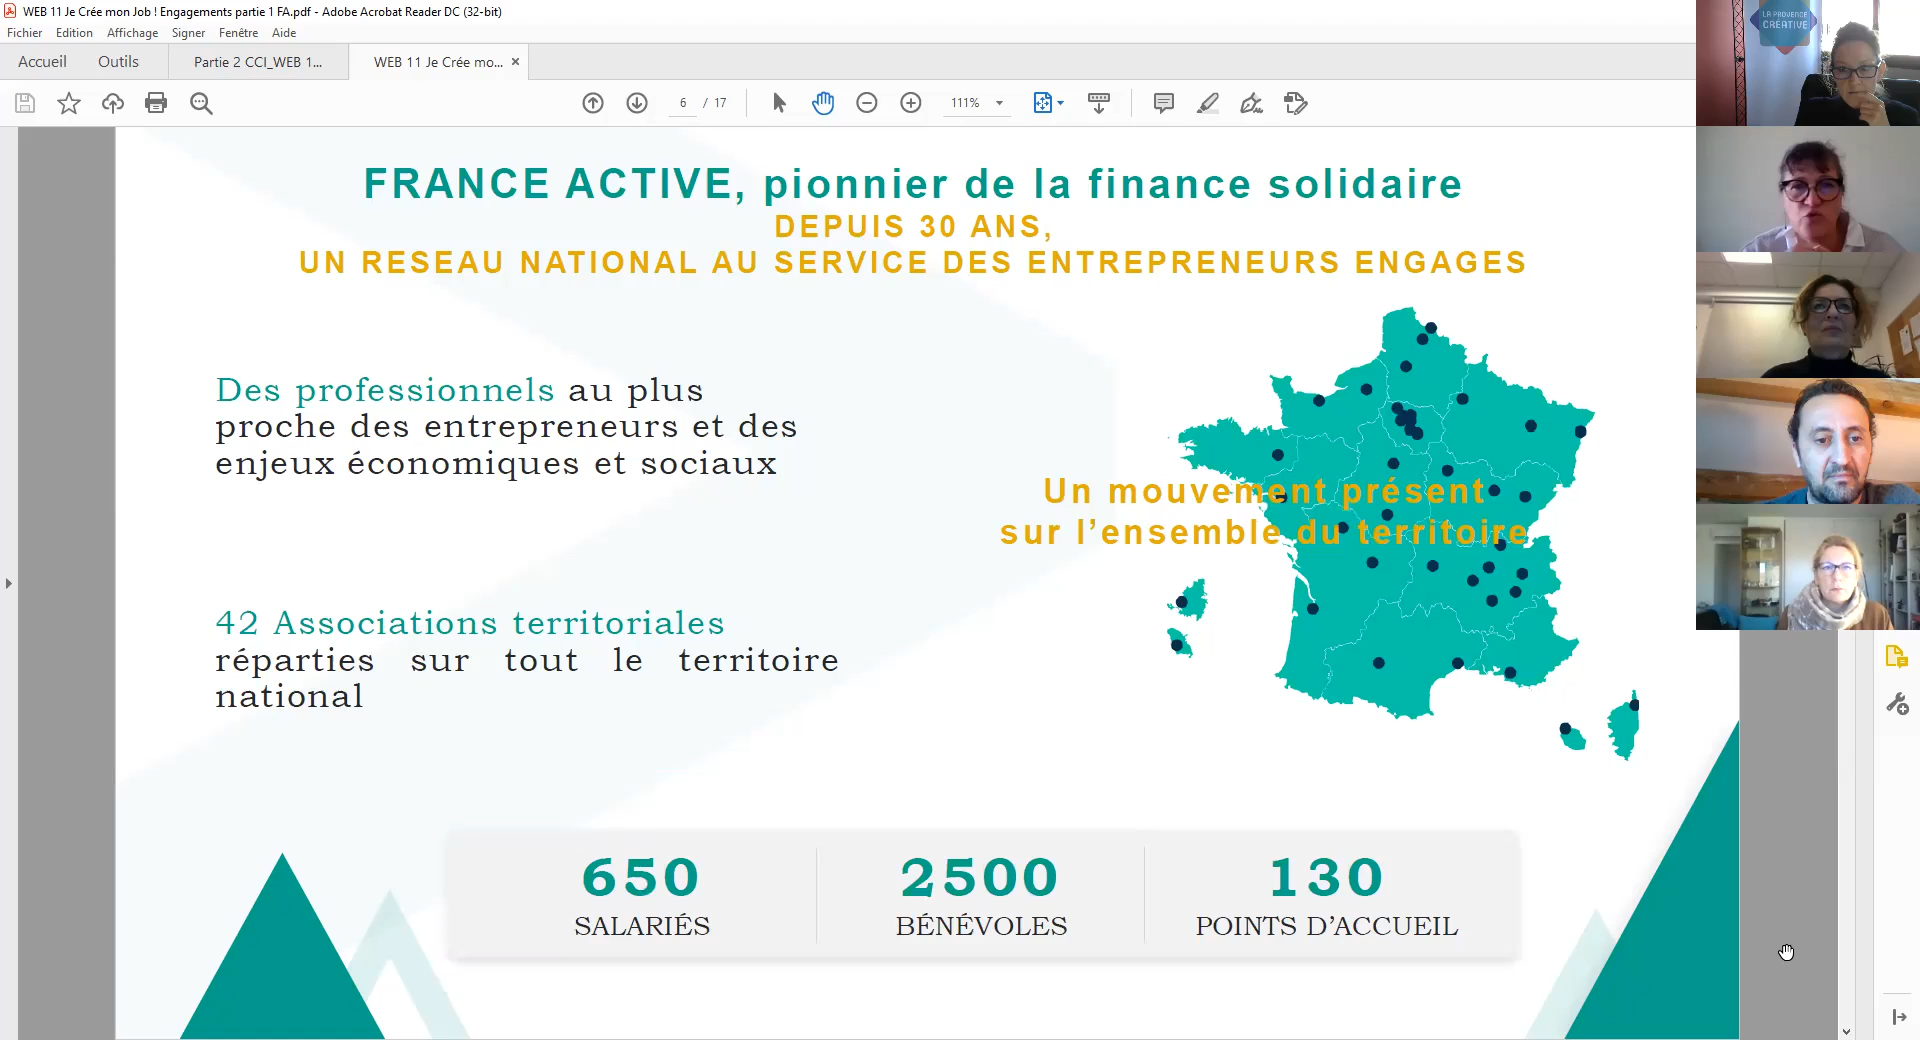 WEB 11 Je Crée mon Job ! Engagements partie 1 FA.pdf - Adobe Acrobat Reader DC (32-bit)
Fichier Edition Affichage Signer Fenêtre Aide
Accueil Outils Partie 2 CCI_WEB 1... WEB 11 Je Crée mo... ×
6 / 17 111%
LA PROVENCE
CRÉATIVE
FRANCE ACTIVE, pionnier de la finance solidaire
DEPUIS 30 ANS,
UN RESEAU NATIONAL AU SERVICE DES ENTREPRENEURS ENGAGES
Des professionnels au plus
proche des entrepreneurs et des
enjeux économiques et sociaux
Un mouvement présent
sur l’ensemble du territoire
42 Associations territoriales
réparties sur tout le territoire
national
650
SALARIÉS
2500
BÉNÉVOLES
130
POINTS D’ACCUEIL